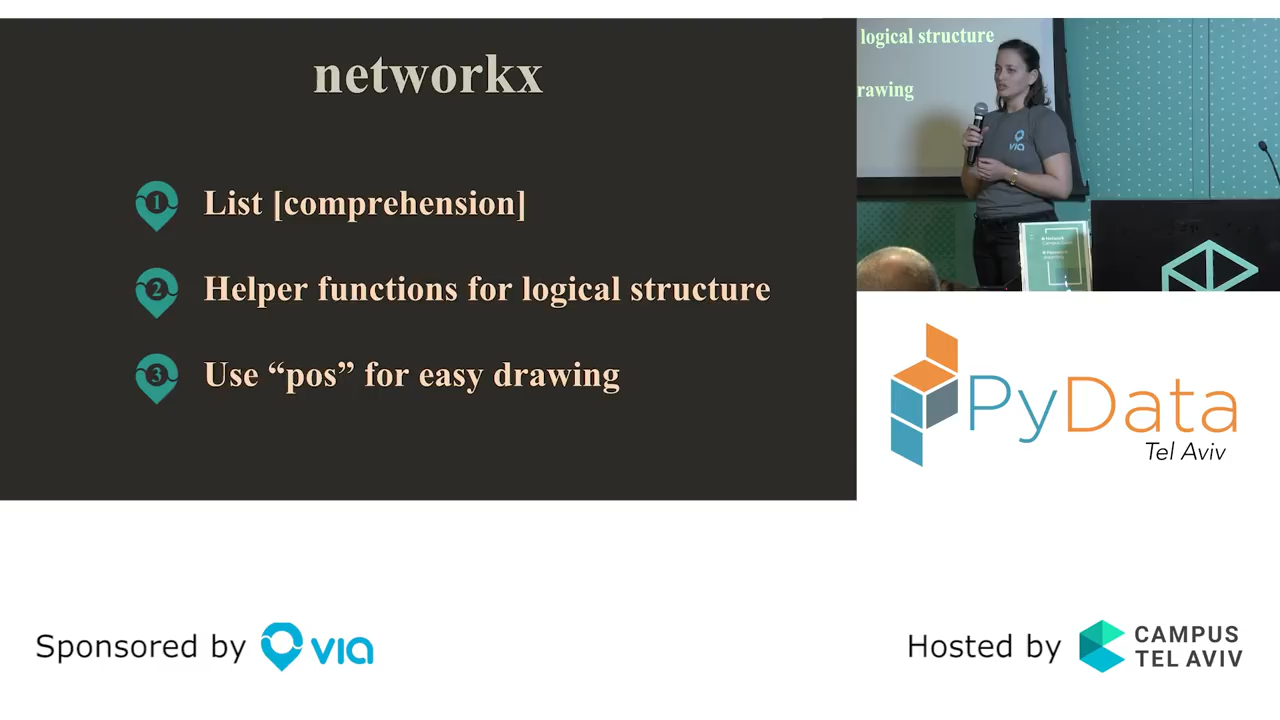 networkx
1 List [comprehension]
2 Helper functions for logical structure
3 Use “pos” for easy drawing
logical structure
rawing
via
PyData
Tel Aviv
Sponsored by via
Hosted by CAMPUS
TEL AVIV